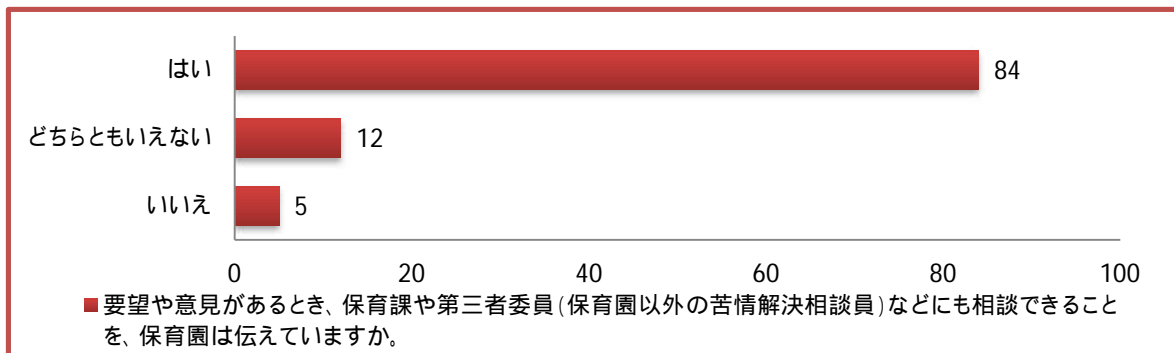 はい
84
どちらともいえない
12
いいえ
5
0 20 40 60 80 100
要望や意見があるとき、保育課や第三者委員(保育園以外の苦情解決相談員)などにも相談できること
を、保育園は伝えていますか。